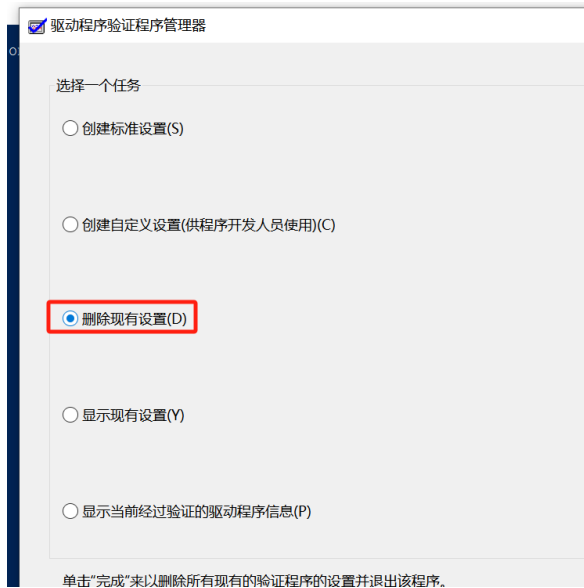 驱动程序验证程序管理器
选择一个任务
创建标准设置(S)
创建自定义设置(供程序开发人员使用)(C)
删除现有设置(D)
显示现有设置(Y)
显示当前经过验证的驱动程序信息(P)
单击“完成”来以删除所有现有的验证程序的设置并退出该程序。